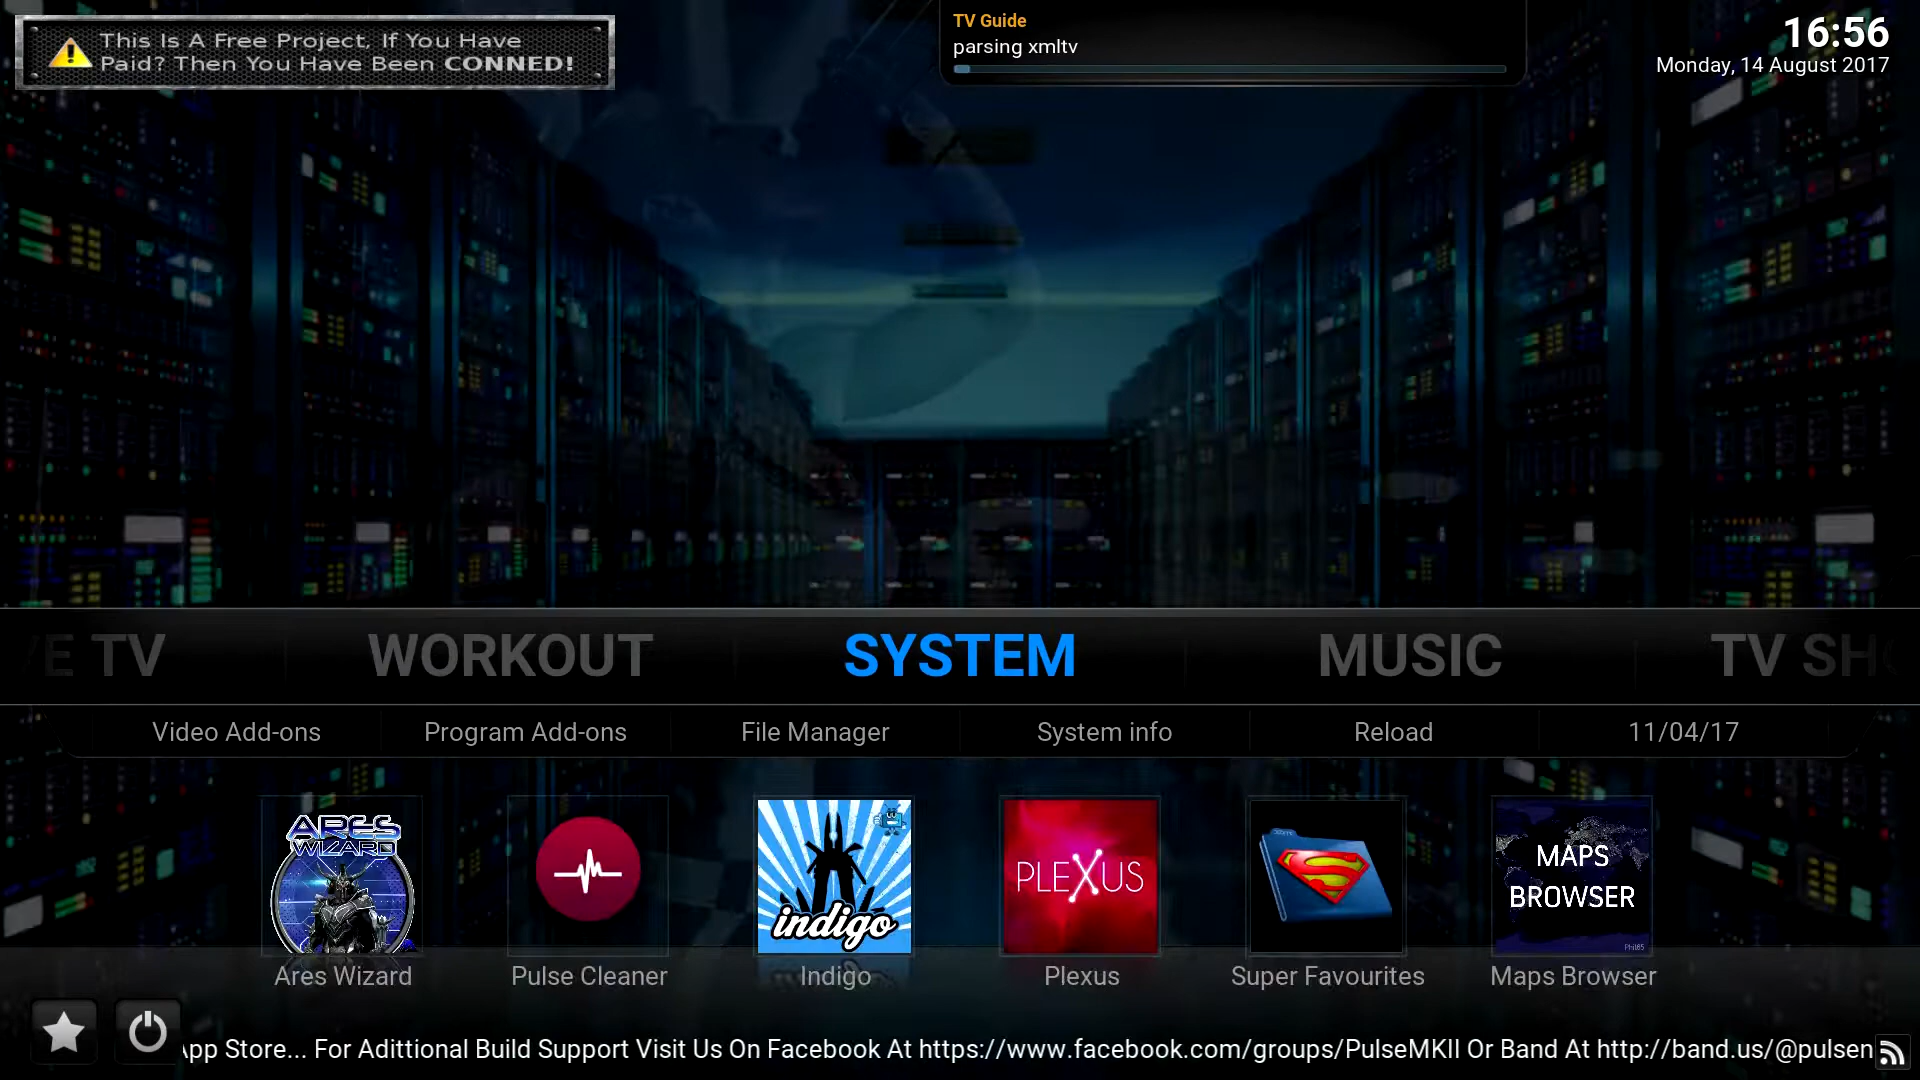 This Is A Free Project, If You Have
Paid? Then You Have Been CONNED!
TV Guide
parsing xmltv
16:56
Monday, 14 August 2017
E TV
WORKOUT
SYSTEM
MUSIC
TV SH
Video Add-ons
Program Add-ons
File Manager
System info
Reload
11/04/17
ARES
WIZARD
indigo
PLEXUS
MAPS
BROWSER
Phil65
Ares Wizard
Pulse Cleaner
Indigo
Plexus
Super Favourites
Maps Browser
App Store... For Adittional Build Support Visit Us On Facebook At https://www.facebook.com/groups/PulseMKII Or Band At http://band.us/@pulsen